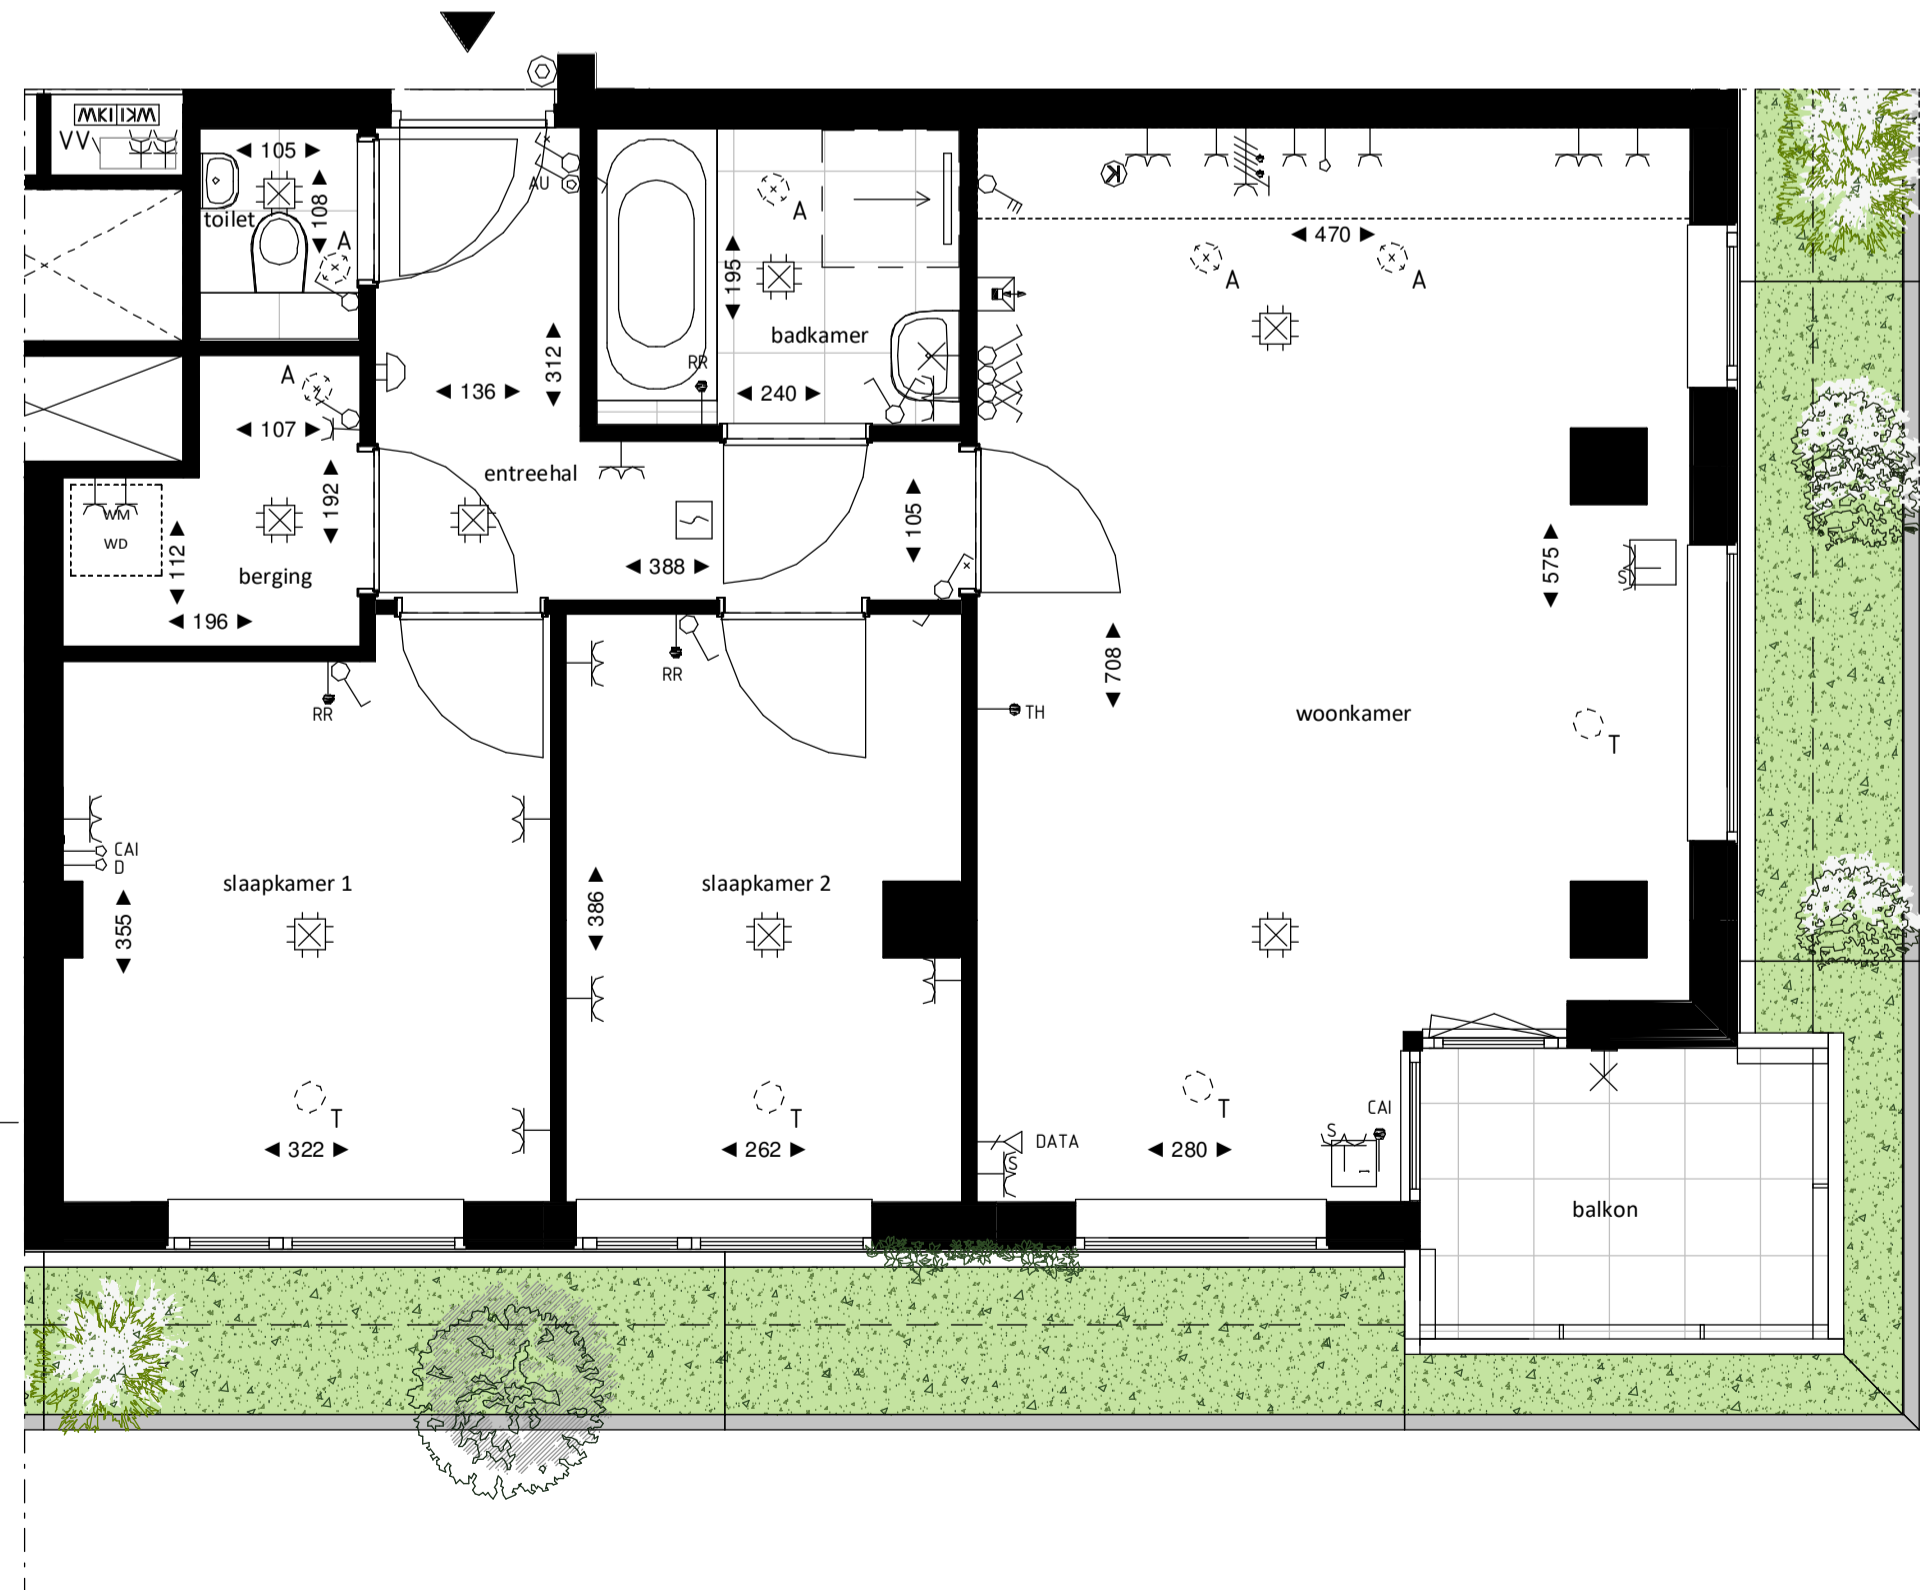 WKI IKW
VV
105
toilet
108
A
AU
A
195
badkamer
RR
240
470
A
A
312
136
A
107
192
entreehal
WM
WD
112
berging
196
388
105
575
S
708
RR
RR
TH
woonkamer
T
CAI
D
slaapkamer 1
355
386
slaapkamer 2
T
322
T
262
T
280
DATA
S
CAI
S
balkon